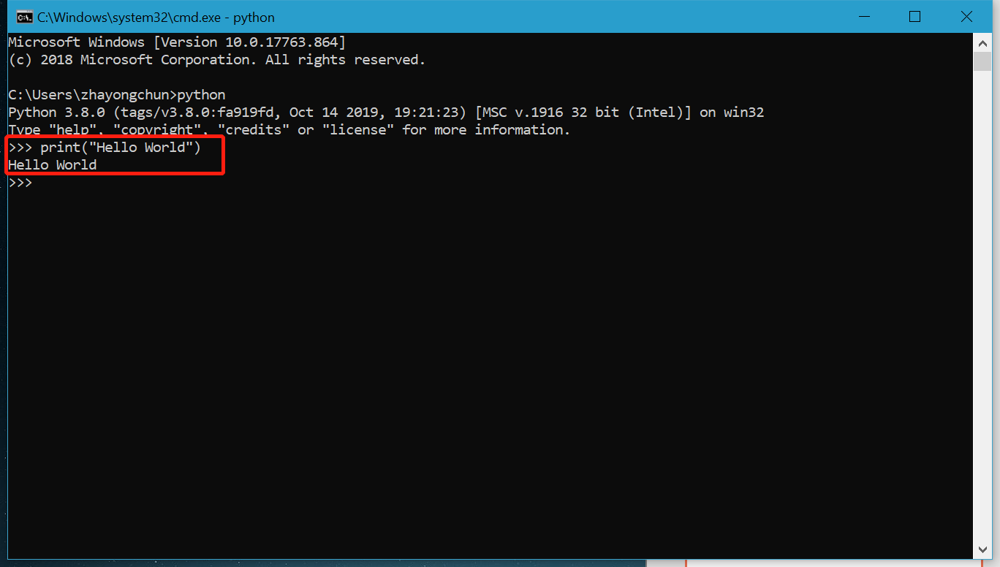 C:\Windows\system32\cmd.exe - python
Microsoft Windows [Version 10.0.17763.864]
(c) 2018 Microsoft Corporation. All rights reserved.
C:\Users\zhayongchun>python
Python 3.8.0 (tags/v3.8.0:fa919fd, Oct 14 2019, 19:21:23) [MSC v.1916 32 bit (Intel)] on win32
Type "help", "copyright", "credits" or "license" for more information.
>>> print("Hello World")
Hello World
>>>